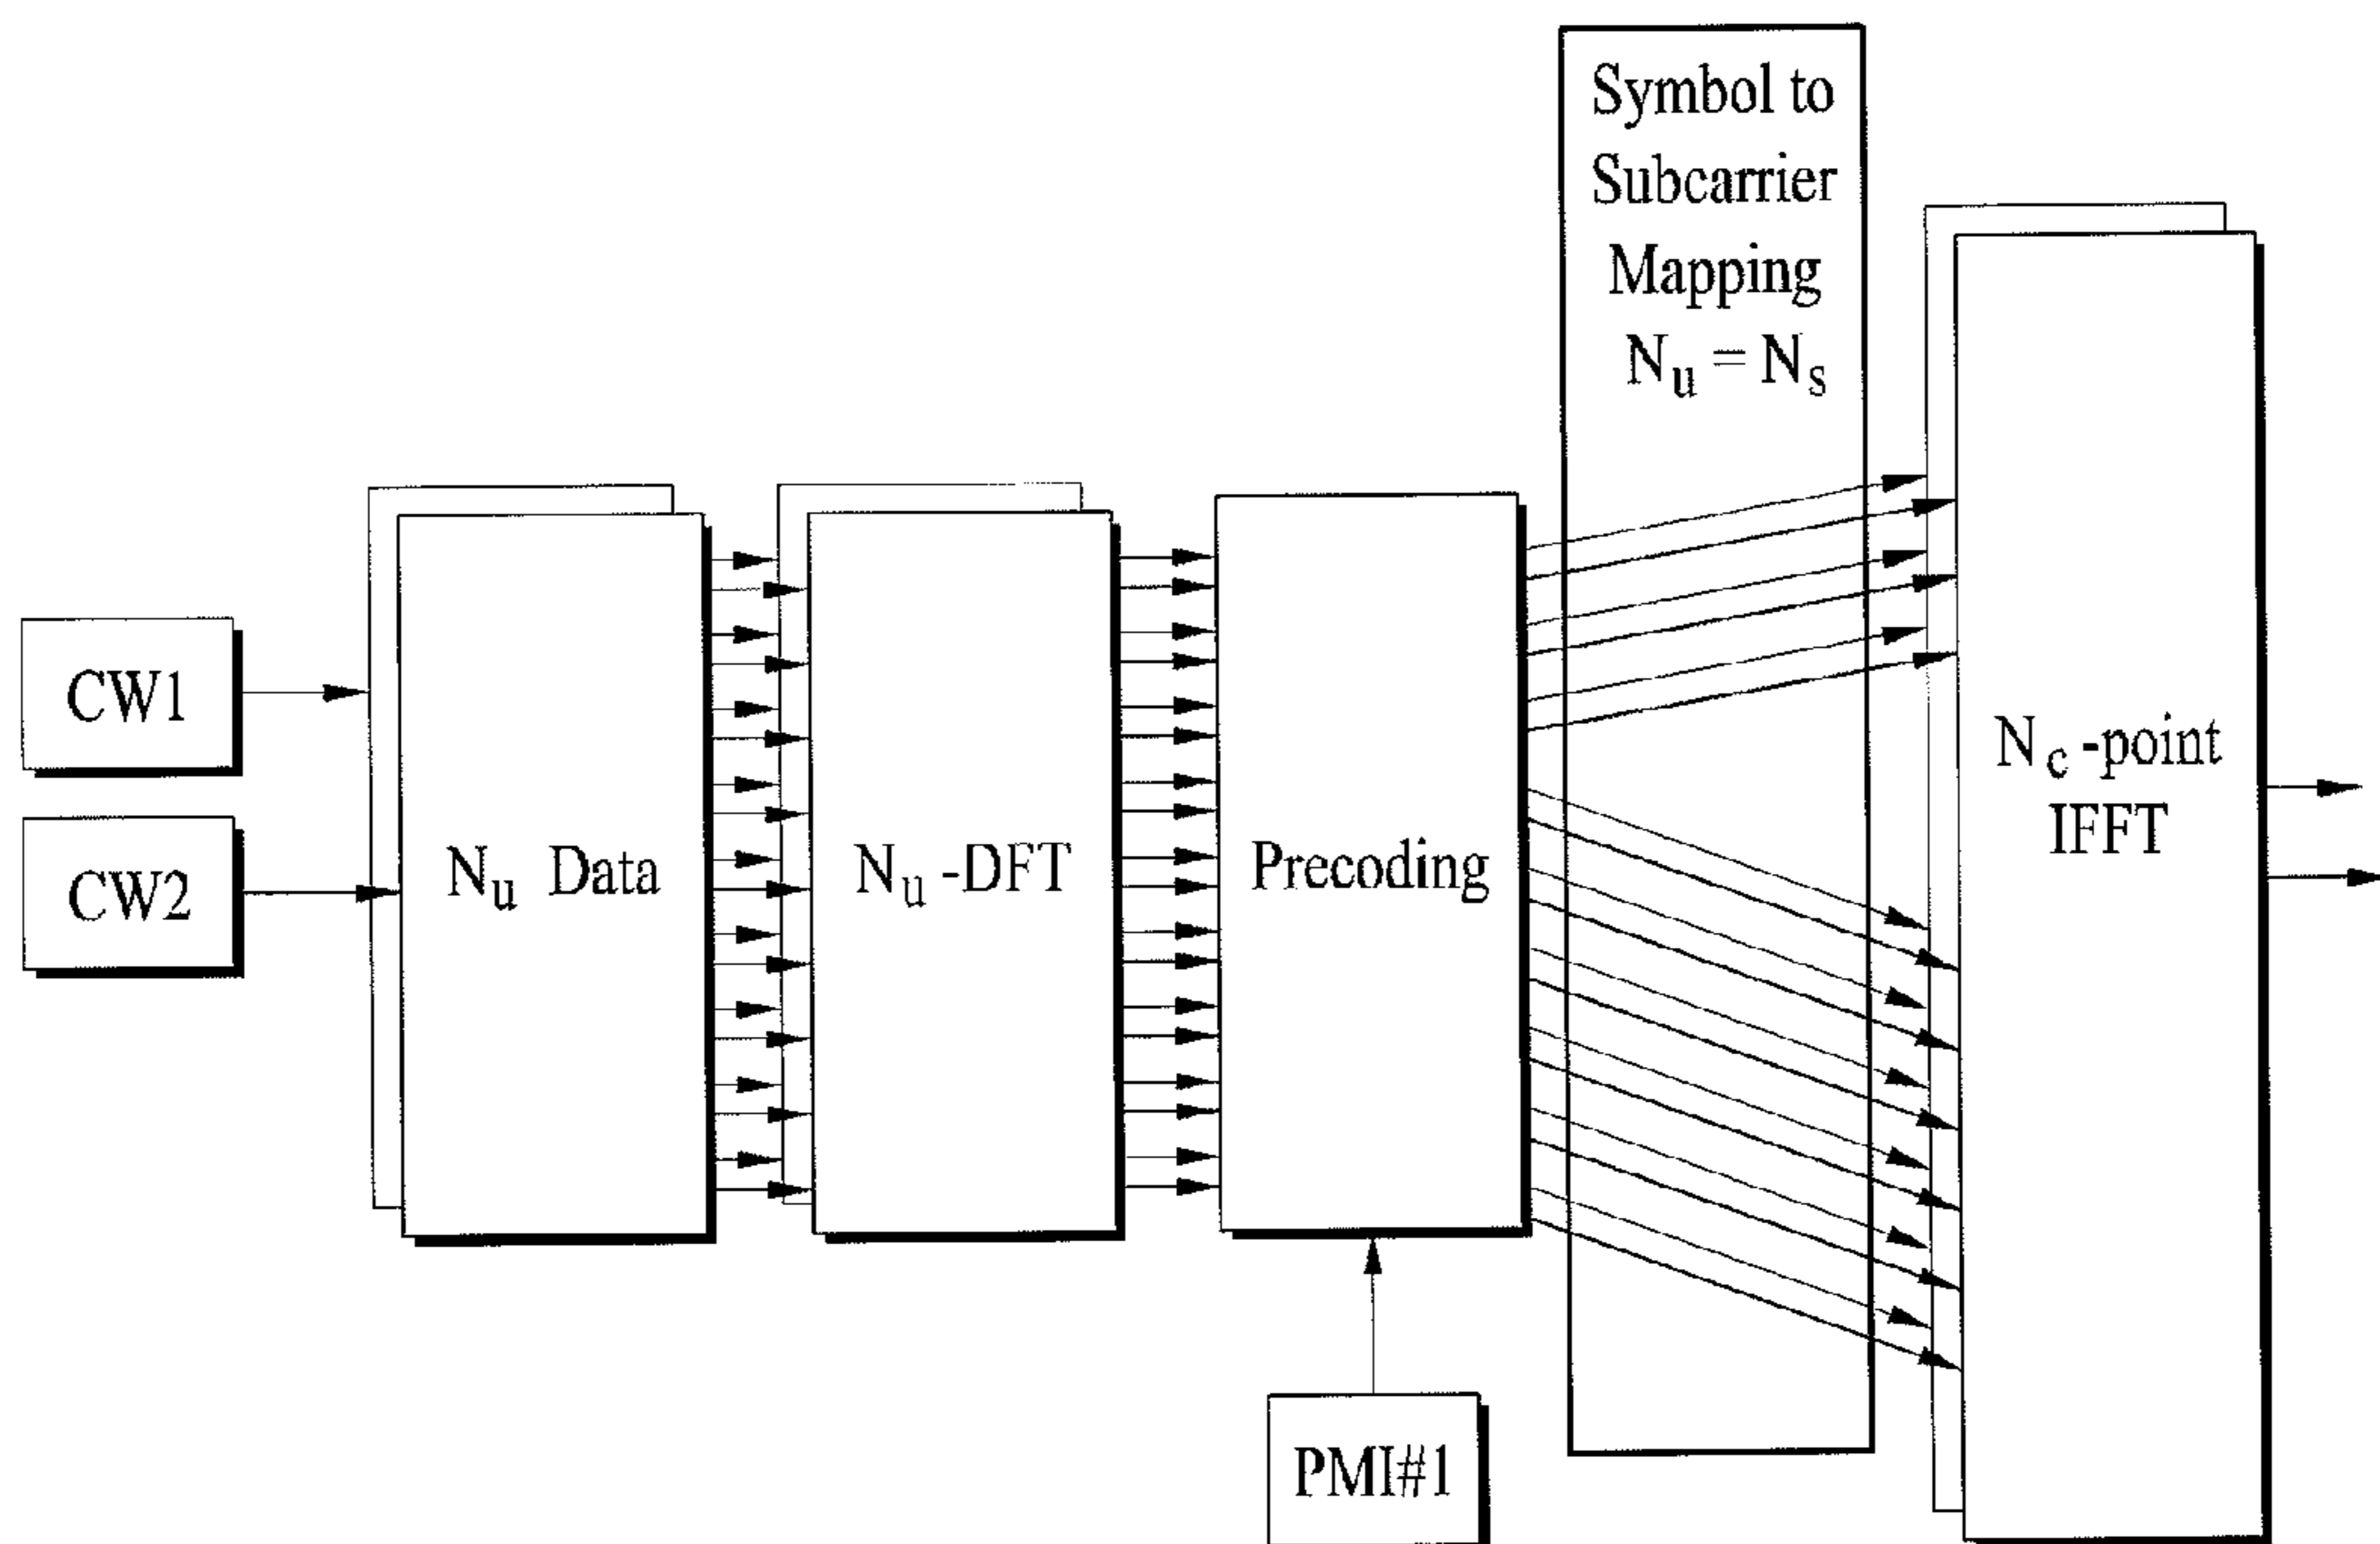 CW1
CW2
Nu Data
Nu -DFT
Precoding
PMI#1
Symbol to
Subcarrier
Mapping
Nu = Ns
Nc -point
IFFT